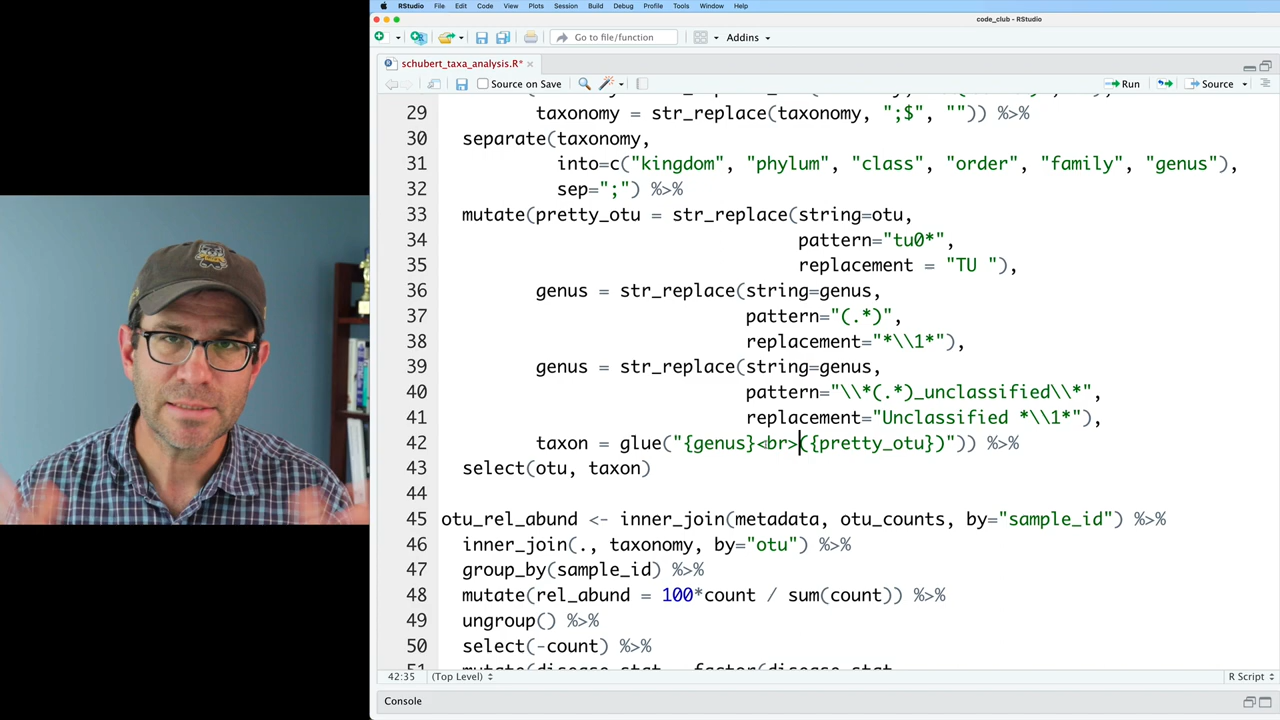 RStudio File Edit Code View Plots Session Build Debug Profile Tools Window Help
code_club - RStudio
Go to file/function Addins
schubert_taxa_analysis.R*
Source on Save Run Source
29 taxonomy = str_replace(taxonomy, ";$", "")) %>%
30 separate(taxonomy,
31 into=c("kingdom", "phylum", "class", "order", "family", "genus"),
32 sep=";") %>%
33 mutate(pretty_otu = str_replace(string=otu,
34 pattern="tu0*",
35 replacement = "TU "),
36 genus = str_replace(string=genus,
37 pattern="(.*)",
38 replacement="*\\1*"),
39 genus = str_replace(string=genus,
40 pattern="\\*(.*)_unclassified\\*",
41 replacement="Unclassified *\\1*"),
42 taxon = glue("{genus}<br>({pretty_otu})")) %>%
43 select(otu, taxon)
44
45 otu_rel_abund <- inner_join(metadata, otu_counts, by="sample_id") %>%
46 inner_join(., taxonomy, by="otu") %>%
47 group_by(sample_id) %>%
48 mutate(rel_abund = 100*count / sum(count)) %>%
49 ungroup() %>%
50 select(-count) %>%
42:35 (Top Level) R Script
Console